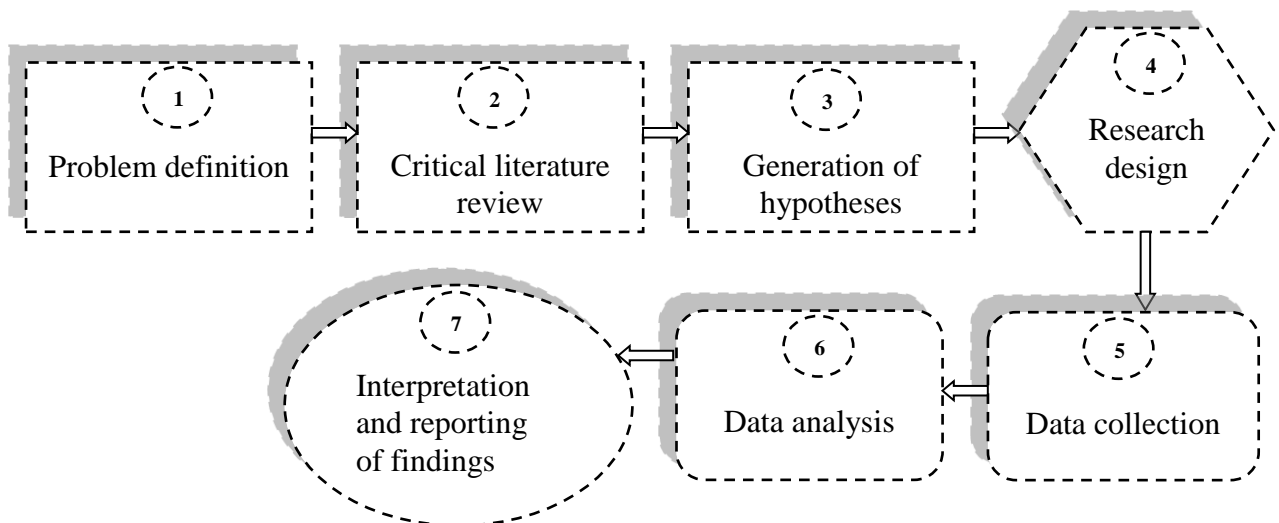 1
Problem definition
2
Critical literature
review
3
Generation of
hypotheses
4
Research
design
5
Data collection
6
Data analysis
7
Interpretation
and reporting
of findings